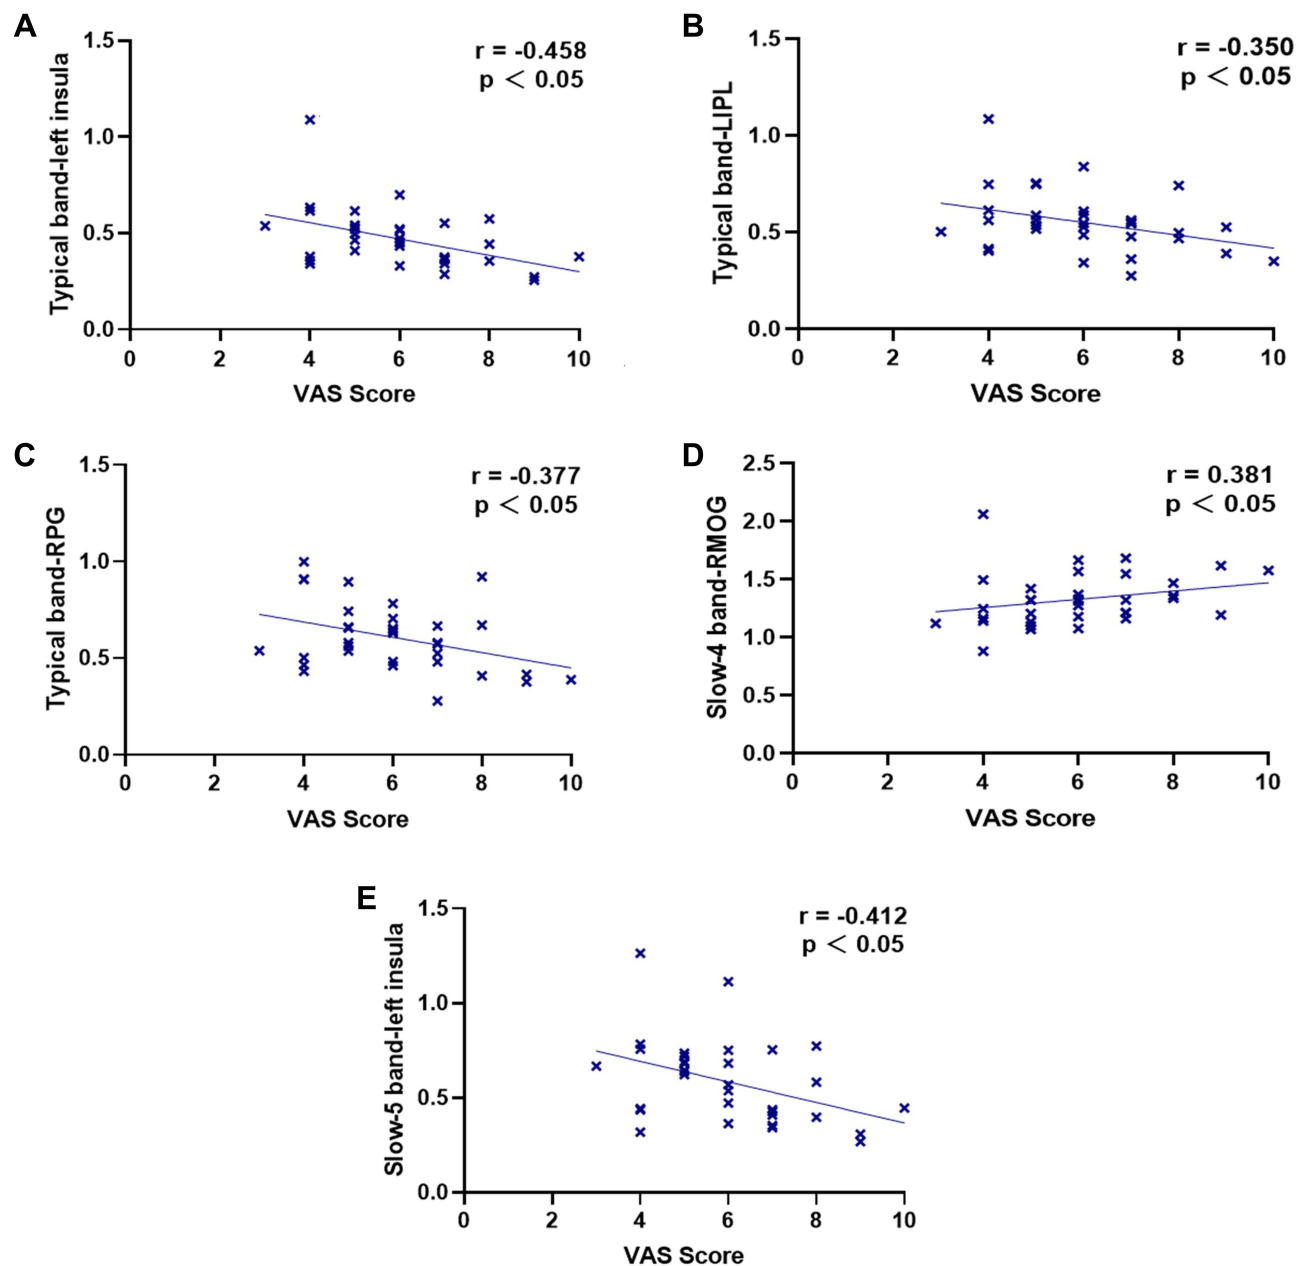 A
B
r = -0.458
p < 0.05
Typical band-left insula
1.5
1.0
0.5
0.0
0 2 4 6 8 10
VAS Score
r = -0.350
p < 0.05
Typical band-LIPL
1.5
1.0
0.5
0.0
0 2 4 6 8 10
VAS Score
C
D
r = -0.377
p < 0.05
Typical band-RPG
1.5
1.0
0.5
0.0
0 2 4 6 8 10
VAS Score
r = 0.381
p < 0.05
Slow-4 band-RMOG
2.5
2.0
1.5
1.0
0.5
0.0
0 2 4 6 8 10
VAS Score
E
r = -0.412
p < 0.05
Slow-5 band-left insula
1.5
1.0
0.5
0.0
0 2 4 6 8 10
VAS Score